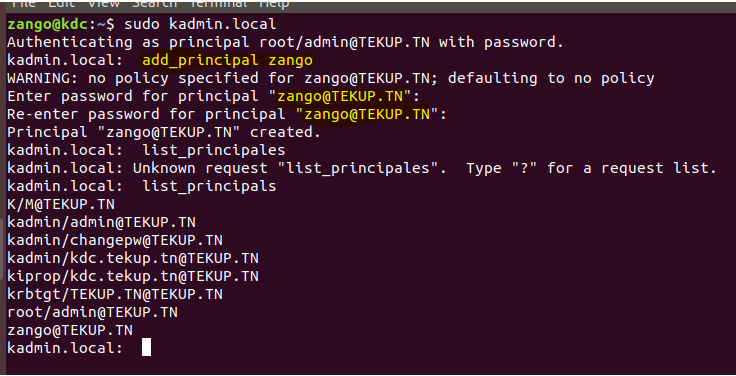 File Edit View Search Terminal Help
zango@kdc:~$ sudo kadmin.local
Authenticating as principal root/admin@TEKUP.TN with password.
kadmin.local:  add_principal zango
WARNING: no policy specified for zango@TEKUP.TN; defaulting to no policy
Enter password for principal "zango@TEKUP.TN":
Re-enter password for principal "zango@TEKUP.TN":
Principal "zango@TEKUP.TN" created.
kadmin.local:  list_principales
kadmin.local: Unknown request "list_principales".  Type "?" for a request list.
kadmin.local:  list_principals
K/M@TEKUP.TN
kadmin/admin@TEKUP.TN
kadmin/changepw@TEKUP.TN
kadmin/kdc.tekup.tn@TEKUP.TN
kiprop/kdc.tekup.tn@TEKUP.TN
krbtgt/TEKUP.TN@TEKUP.TN
root/admin@TEKUP.TN
zango@TEKUP.TN
kadmin.local: